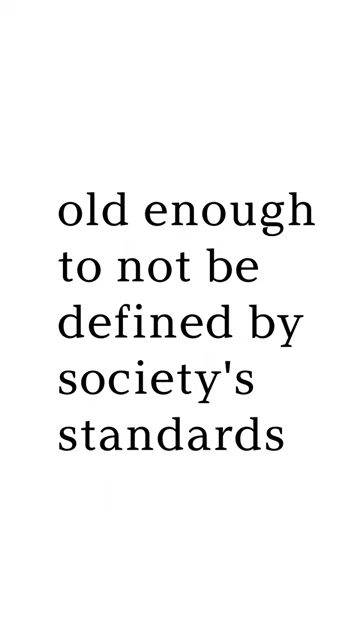 old enough
to not be
defined by
society's
standards